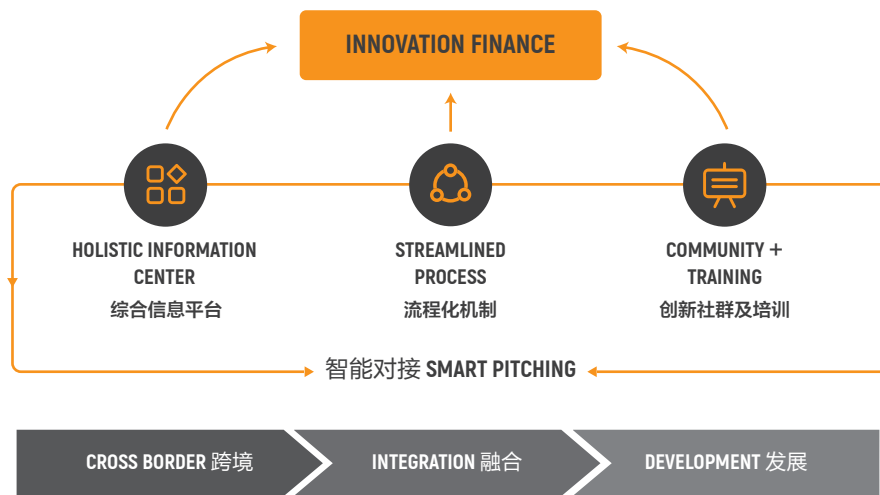 INNOVATION FINANCE
HOLISTIC INFORMATION
CENTER
综合信息平台
STREAMLINED
PROCESS
流程化机制
COMMUNITY +
TRAINING
创新社群及培训
智能对接 SMART PITCHING
CROSS BORDER 跨境
INTEGRATION 融合
DEVELOPMENT 发展